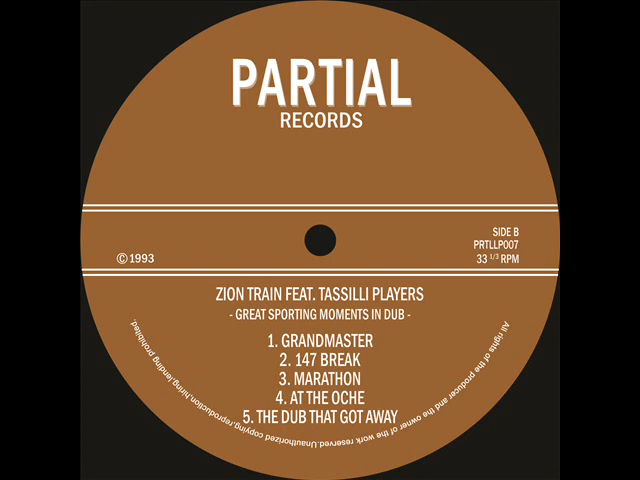 PARTIAL
RECORDS
SIDE B
PRTLLP007
33 1/3 RPM
© 1993
ZION TRAIN FEAT. TASSILLI PLAYERS
- GREAT SPORTING MOMENTS IN DUB -
1. GRANDMASTER
2. 147 BREAK
3. MARATHON
4. AT THE OCHE
5. THE DUB THAT GOT AWAY
All rights of the producer and the owner of the work reserved.Unauthorized copying,reproduction,hiring,lending prohibited.